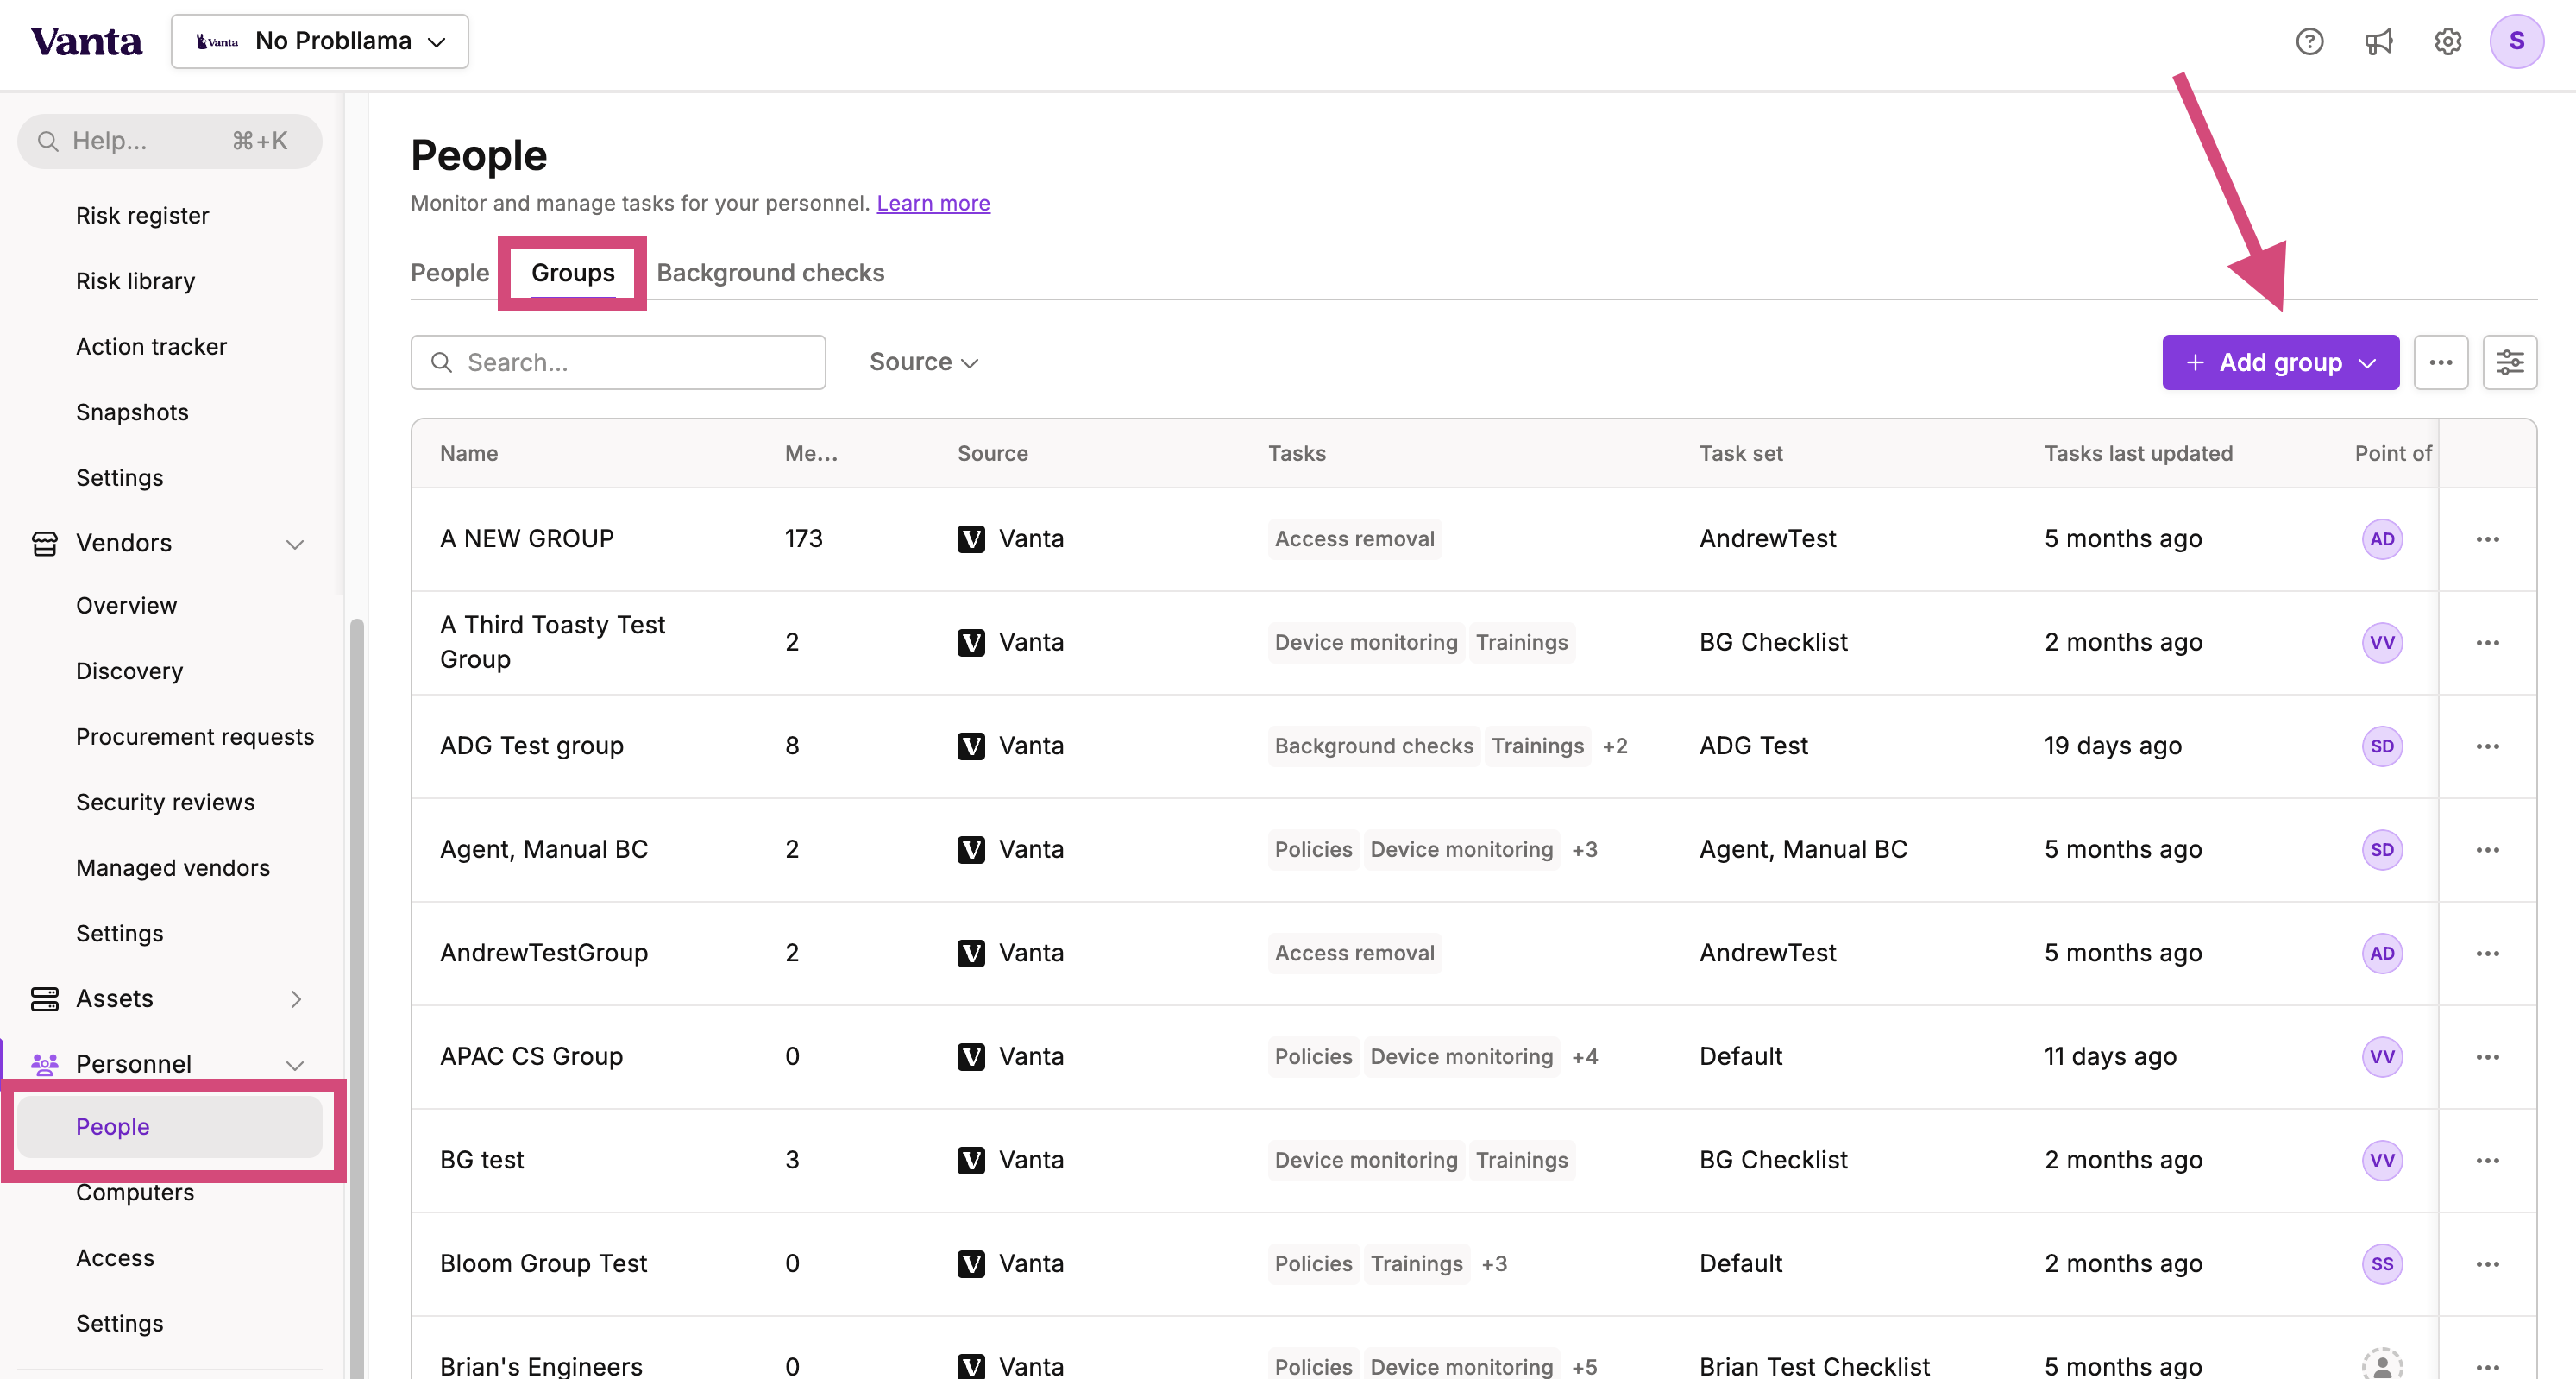 Vanta
Vanta No Probllama
S
Help... ⌘+K
Risk register
Risk library
Action tracker
Snapshots
Settings
Vendors
Overview
Discovery
Procurement requests
Security reviews
Managed vendors
Settings
Assets
Personnel
People
Computers
Access
Settings
People
Monitor and manage tasks for your personnel. Learn more
People Groups Background checks
Search... Source + Add group
Name Me... Source Tasks Task set Tasks last updated Point of
A NEW GROUP 173 V Vanta Access removal AndrewTest 5 months ago AD
A Third Toasty Test
Group 2 V Vanta Device monitoring Trainings BG Checklist 2 months ago VV
ADG Test group 8 V Vanta Background checks Trainings +2 ADG Test 19 days ago SD
Agent, Manual BC 2 V Vanta Policies Device monitoring +3 Agent, Manual BC 5 months ago SD
AndrewTestGroup 2 V Vanta Access removal AndrewTest 5 months ago AD
APAC CS Group 0 V Vanta Policies Device monitoring +4 Default 11 days ago VV
BG test 3 V Vanta Device monitoring Trainings BG Checklist 2 months ago VV
Bloom Group Test 0 V Vanta Policies Trainings +3 Default 2 months ago SS
Brian's Engineers 0 V Vanta Policies Device monitoring +5 Brian Test Checklist 5 months ago